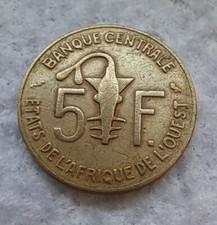 BANQUE CENTRALE
5 F.
ETATS DE L'AFRIQUE DE L'OUEST